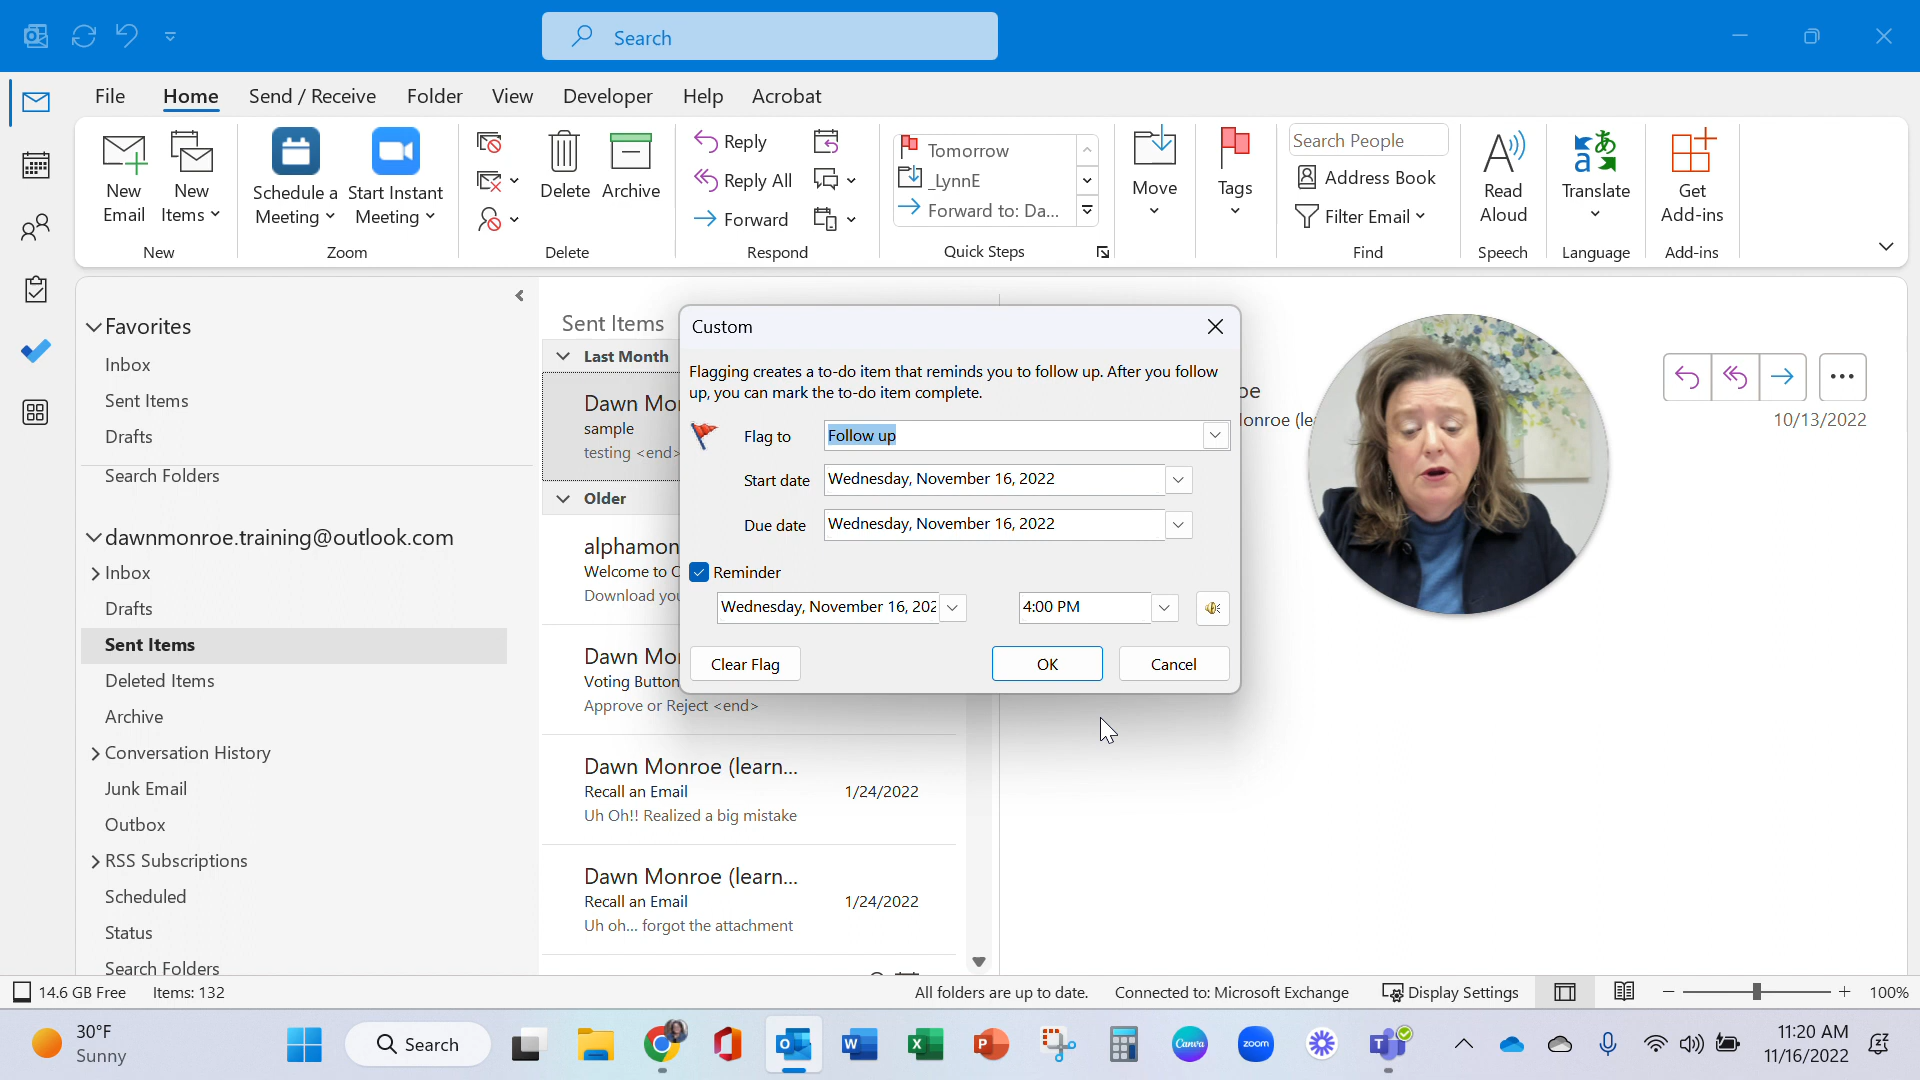 Search
File Home Send / Receive Folder View Developer Help Acrobat
New Email
New Items
Schedule a Meeting
Start Instant Meeting
Delete
Archive
Reply
Reply All
Forward
Tomorrow
_LynnE
Forward to: Da...
Move
Tags
Search People
Address Book
Filter Email
Read Aloud
Translate
Get Add-ins
New Zoom Delete Respond Quick Steps Find Speech Language Add-ins
Favorites
Inbox
Sent Items
Drafts
Search Folders
dawnmonroe.training@outlook.com
Inbox
Drafts
Sent Items
Deleted Items
Archive
Conversation History
Junk Email
Outbox
RSS Subscriptions
Scheduled
Status
Search Folders
Sent Items
Last Month
Dawn Mo
sample
testing <end>
Older
alphamon
Welcome to
Download you
Dawn Mo
Voting Button
Approve or Reject <end>
Dawn Monroe (learn...
Recall an Email 1/24/2022
Uh Oh!! Realized a big mistake
Dawn Monroe (learn...
Recall an Email 1/24/2022
Uh oh... forgot the attachment
Custom
Flagging creates a to-do item that reminds you to follow up. After you follow
up, you can mark the to-do item complete.
Flag to Follow up
Start date Wednesday, November 16, 2022
Due date Wednesday, November 16, 2022
Reminder
Wednesday, November 16, 202 4:00 PM
Clear Flag OK Cancel
oe
onroe (le
10/13/2022
14.6 GB Free Items: 132 All folders are up to date. Connected to: Microsoft Exchange Display Settings 100%
30°F
Sunny
Search
W
X
P
Canva
zoom
T
11:20 AM
11/16/2022